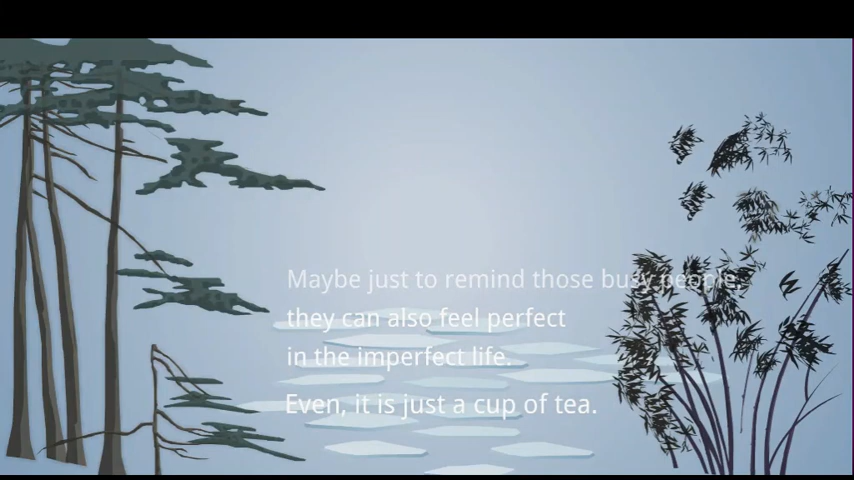 Maybe just to remind those busy people,
they can also feel perfect
in the imperfect life.
Even, it is just a cup of tea.